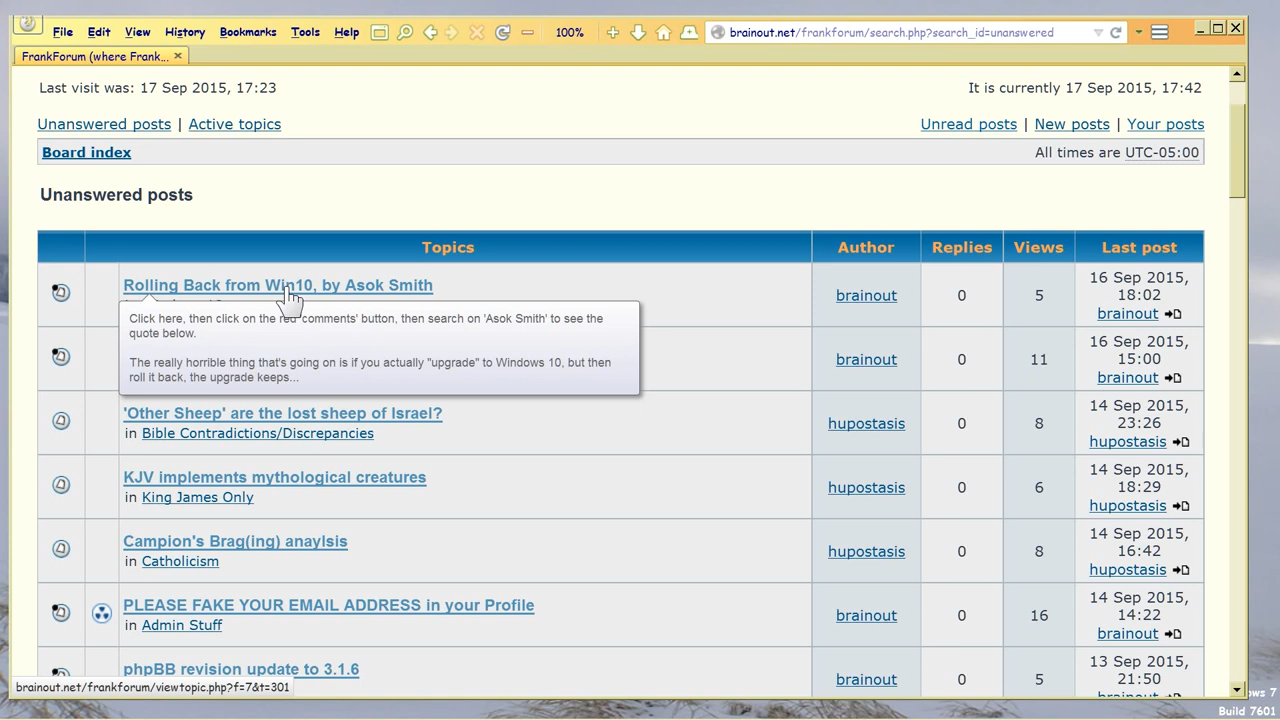 File Edit View History Bookmarks Tools Help 100% brainout.net/frankforum/search.php?search_id=unanswered
FrankForum (where Frank...
Last visit was: 17 Sep 2015, 17:23 It is currently 17 Sep 2015, 17:42
Unanswered posts | Active topics Unread posts | New posts | Your posts
Board index All times are UTC-05:00
Unanswered posts
Topics Author Replies Views Last post
Rolling Back from Win10, by Asok Smith
brainout 0 5
16 Sep 2015,
18:02
brainout
Click here, then click on the red 'comments' button, then search on 'Asok Smith' to see the
quote below.
The really horrible thing that's going on is if you actually "upgrade" to Windows 10, but then
roll it back, the upgrade keeps...
brainout 0 11
16 Sep 2015,
15:00
brainout
'Other Sheep' are the lost sheep of Israel?
in Bible Contradictions/Discrepancies
hupostasis 0 8
14 Sep 2015,
23:26
hupostasis
KJV implements mythological creatures
in King James Only
hupostasis 0 6
14 Sep 2015,
18:29
hupostasis
Campion's Brag(ing) anaylsis
in Catholicism
hupostasis 0 8
14 Sep 2015,
16:42
hupostasis
PLEASE FAKE YOUR EMAIL ADDRESS in your Profile
in Admin Stuff
brainout 0 16
14 Sep 2015,
14:22
brainout
phpBB revision update to 3.1.6
brainout 0 5
13 Sep 2015,
21:50
brainout.net/frankforum/viewtopic.php?f=7&t=301
7
Build 7601